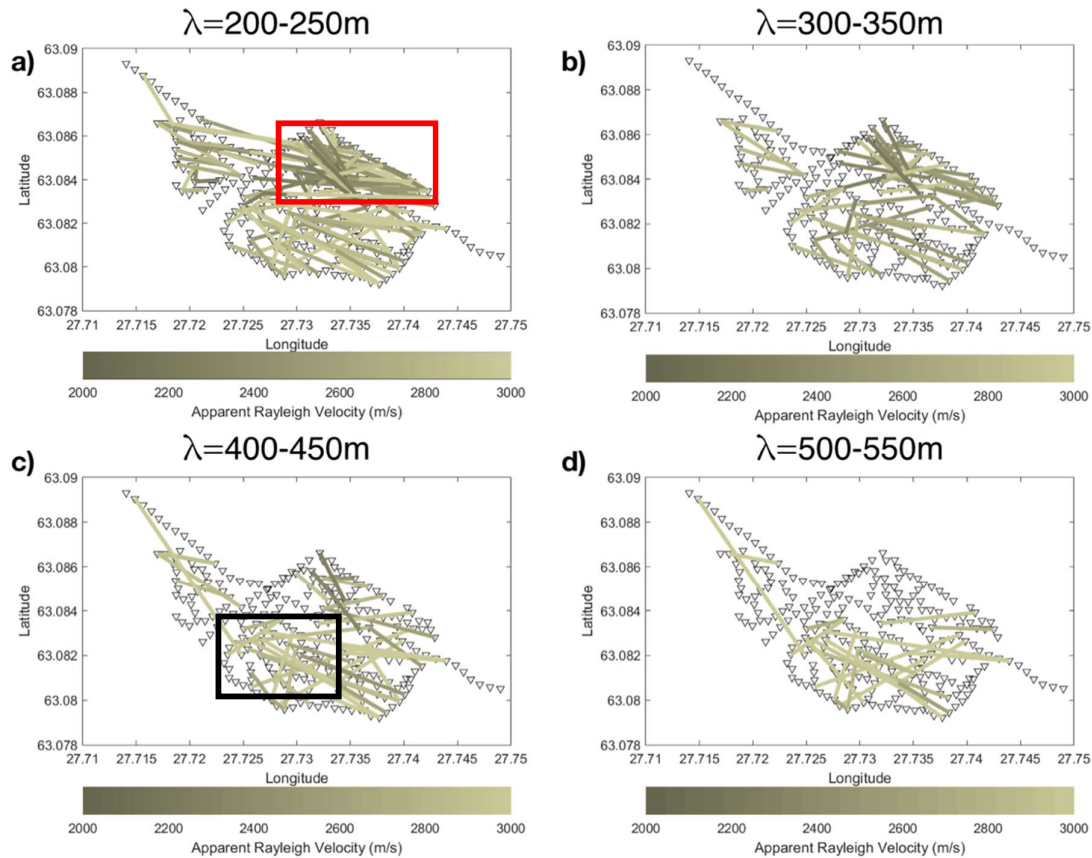 λ=200-250m
λ=300-350m
a)
b)
63.09
63.088
63.086
63.084
63.082
63.08
63.078
Latitude
27.71 27.715 27.72 27.725 27.73 27.735 27.74 27.745 27.75
Longitude
2000 2200 2400 2600 2800 3000
Apparent Rayleigh Velocity (m/s)
63.09
63.088
63.086
63.084
63.082
63.08
63.078
Latitude
27.71 27.715 27.72 27.725 27.73 27.735 27.74 27.745 27.75
Longitude
2000 2200 2400 2600 2800 3000
Apparent Rayleigh Velocity (m/s)
λ=400-450m
λ=500-550m
c)
d)
63.09
63.088
63.086
63.084
63.082
63.08
63.078
Latitude
27.71 27.715 27.72 27.725 27.73 27.735 27.74 27.745 27.75
Longitude
2000 2200 2400 2600 2800 3000
Apparent Rayleigh Velocity (m/s)
63.09
63.088
63.086
63.084
63.082
63.08
63.078
Latitude
27.71 27.715 27.72 27.725 27.73 27.735 27.74 27.745 27.75
Longitude
2000 2200 2400 2600 2800 3000
Apparent Rayleigh Velocity (m/s)